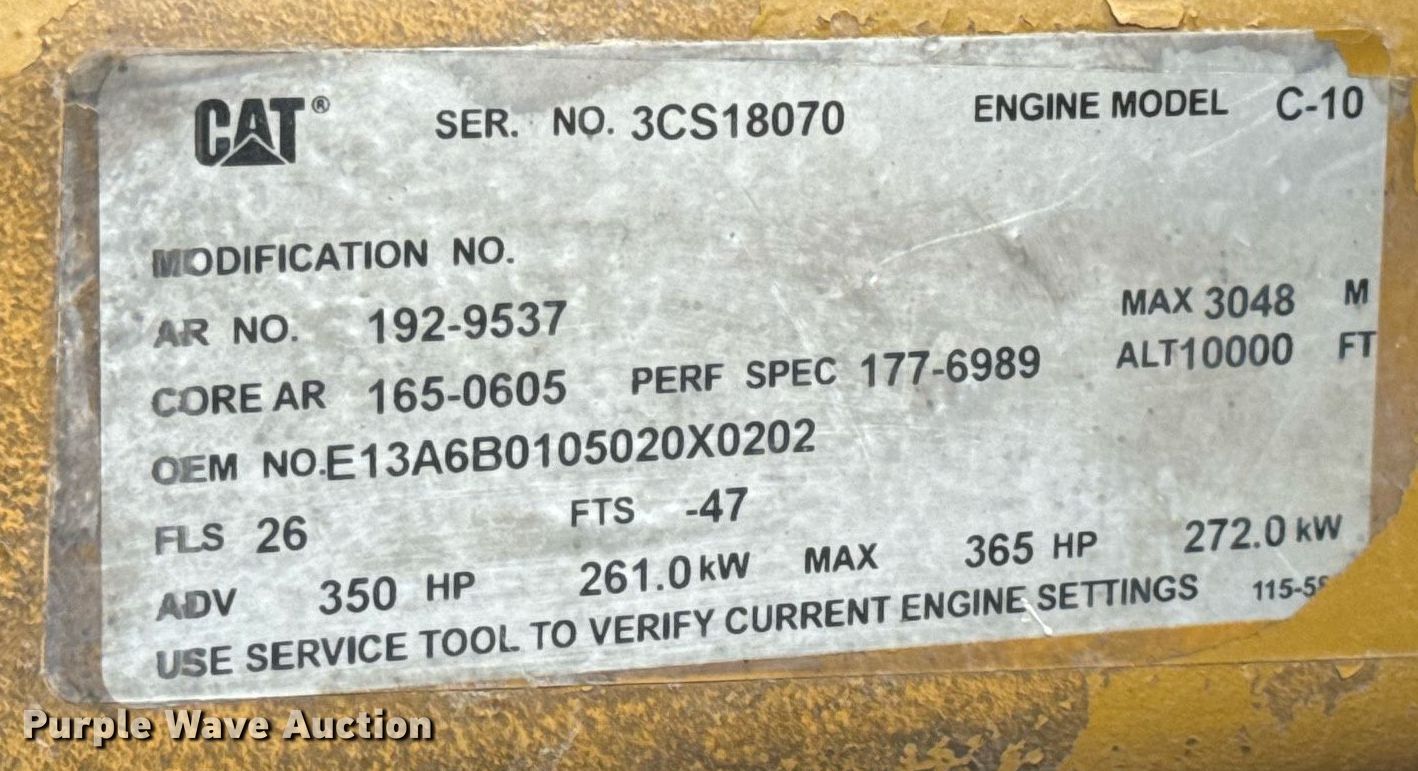 CAT® SER. NO. 3CS18070 ENGINE MODEL C-10
MODIFICATION NO.
AR NO. 192-9537 MAX 3048 M
CORE AR 165-0605 PERF SPEC 177-6989 ALT10000 FT
OEM NO.E13A6B0105020X0202
FLS 26 FTS -47
ADV 350 HP 261.0 kW MAX 365 HP 272.0 kW
USE SERVICE TOOL TO VERIFY CURRENT ENGINE SETTINGS
Purple Wave Auction